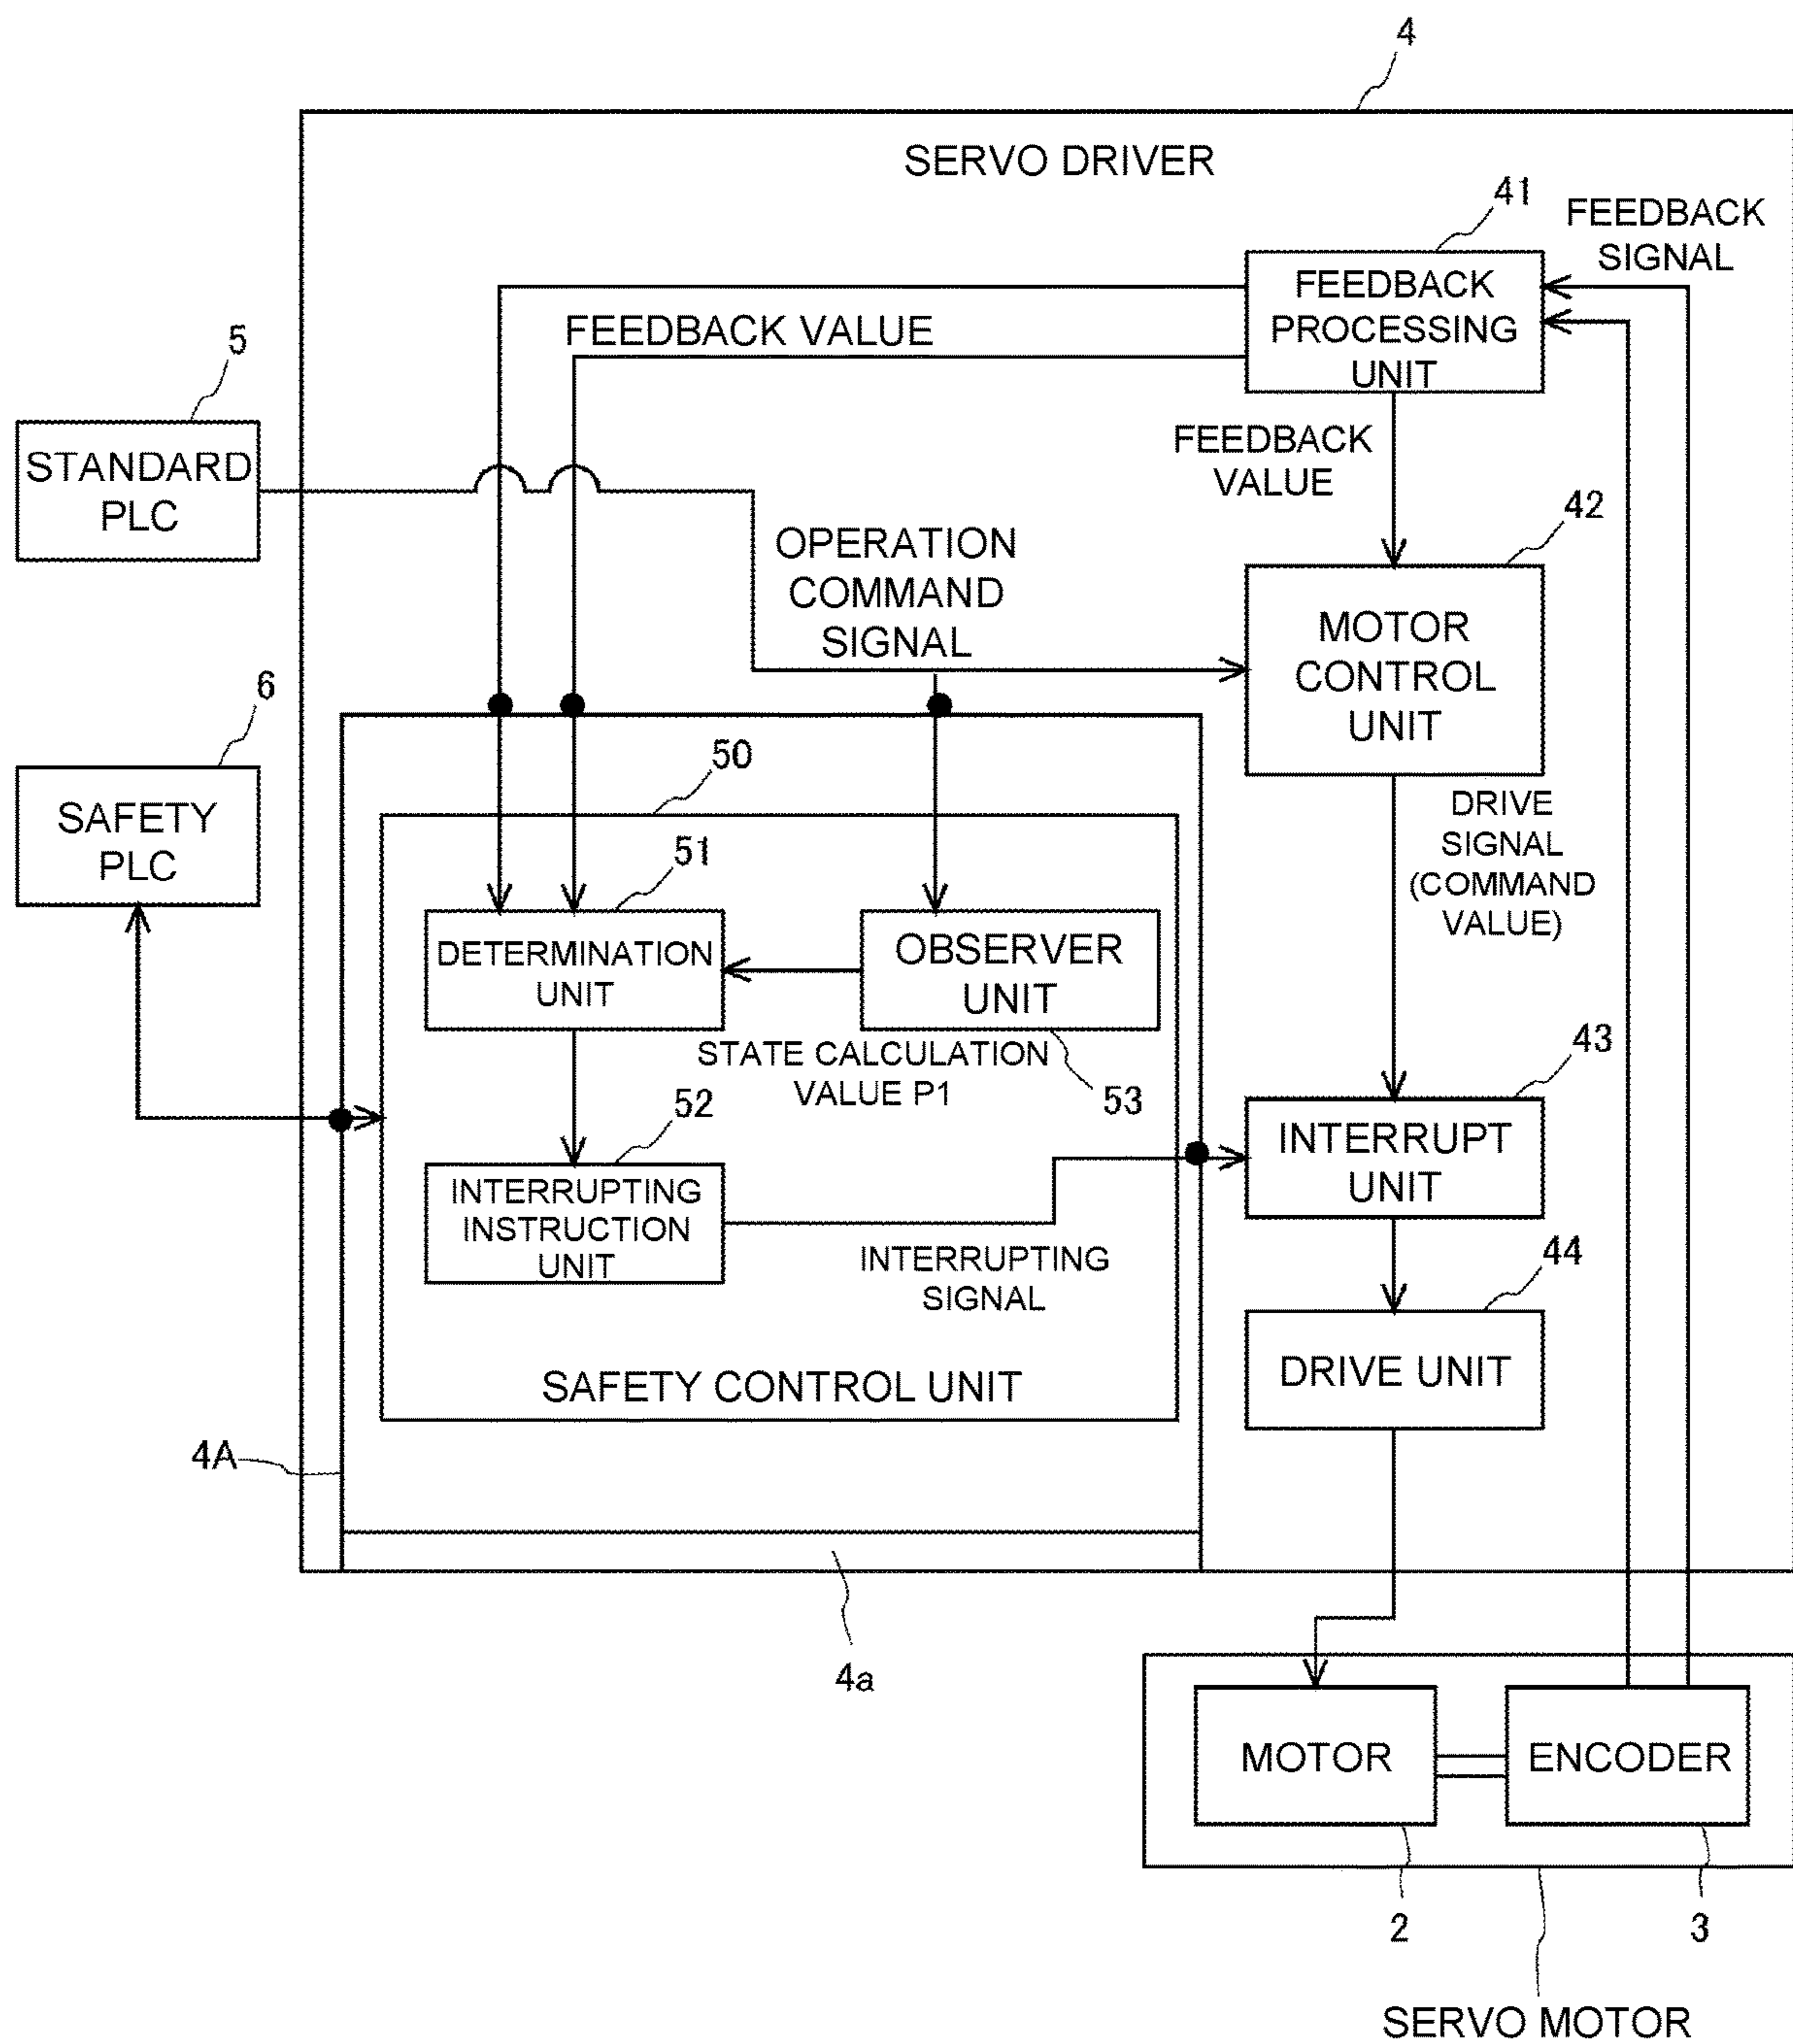 4
SERVO DRIVER
41
FEEDBACK
SIGNAL
FEEDBACK
PROCESSING
UNIT
FEEDBACK VALUE
5
STANDARD
PLC
FEEDBACK
VALUE
42
OPERATION
COMMAND
SIGNAL
MOTOR
CONTROL
UNIT
6
SAFETY
PLC
50
DRIVE
SIGNAL
(COMMAND
VALUE)
51
DETERMINATION
UNIT
OBSERVER
UNIT
STATE CALCULATION
VALUE P1
53
43
52
INTERRUPT
UNIT
INTERRUPTING
INSTRUCTION
UNIT
INTERRUPTING
SIGNAL
44
DRIVE UNIT
SAFETY CONTROL UNIT
4A
4a
MOTOR
ENCODER
2
3
SERVO MOTOR